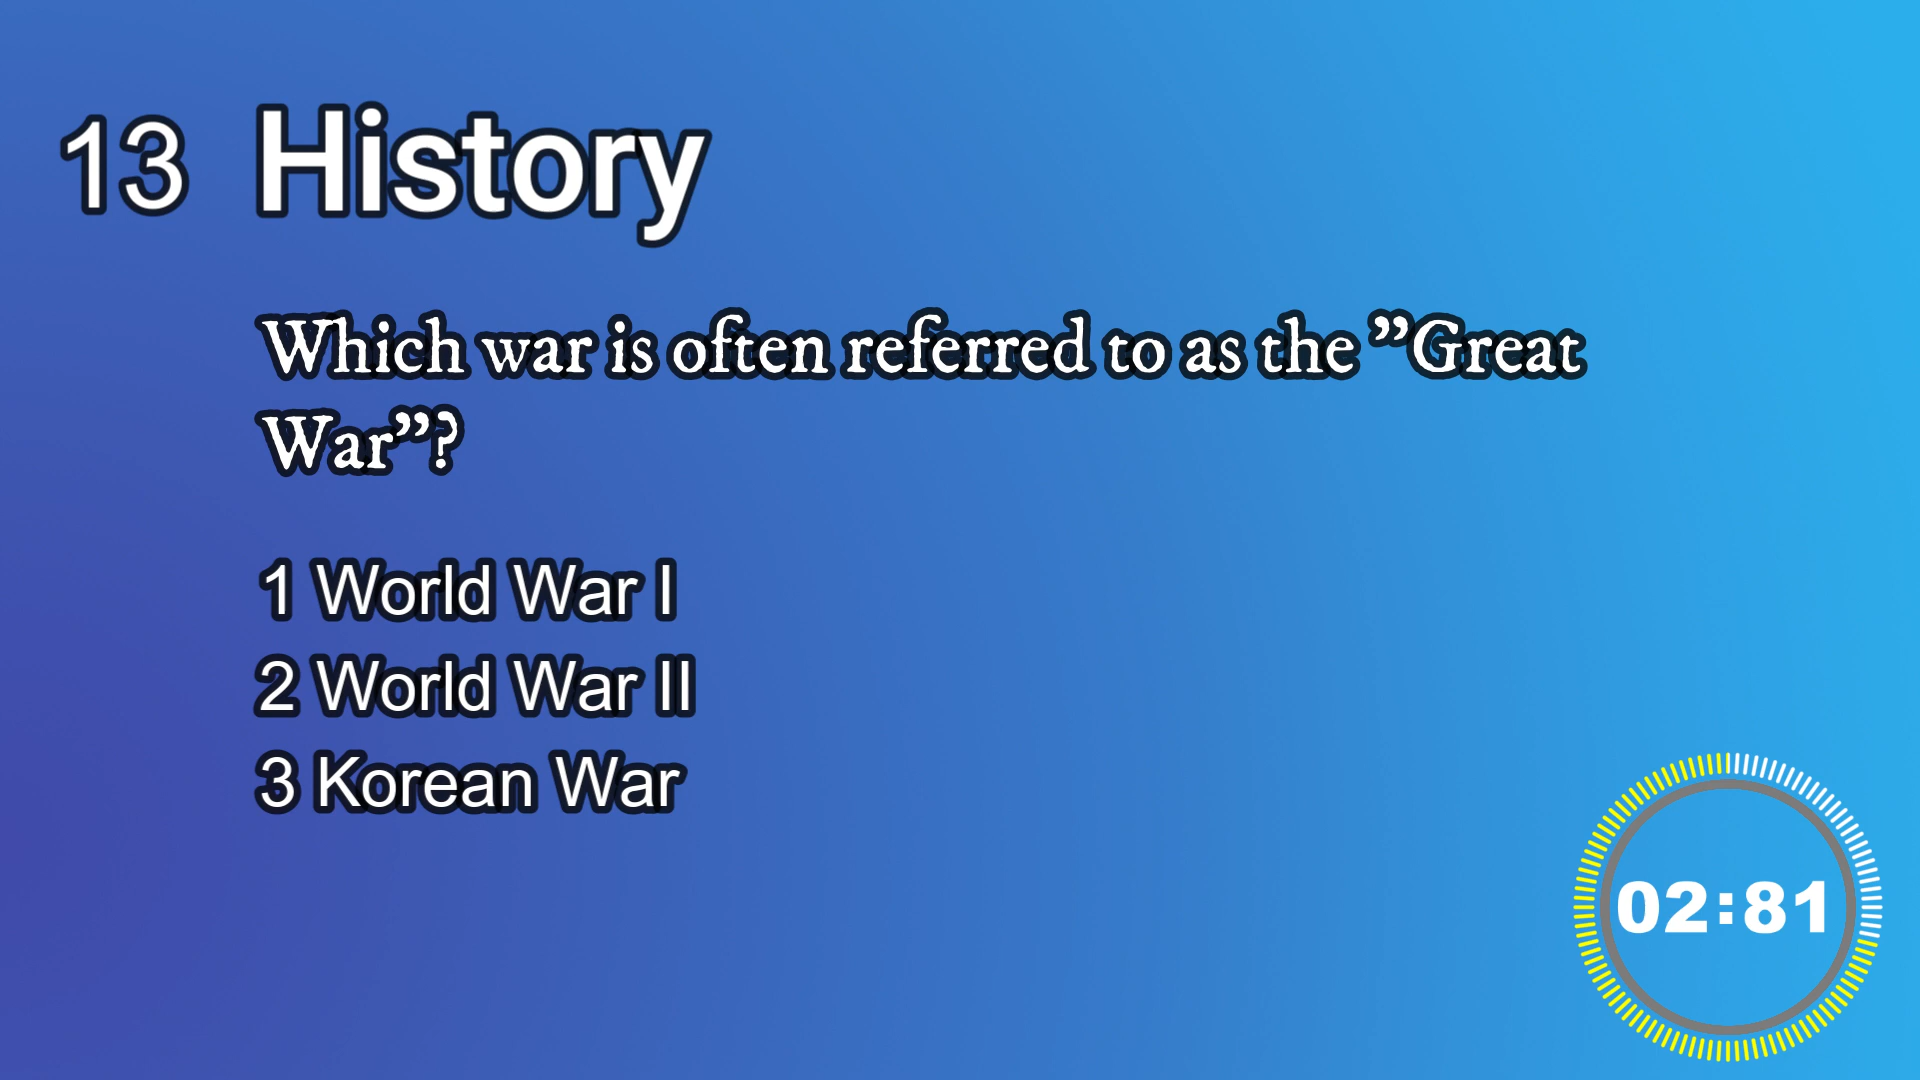 13 History
Which war is often referred to as the ”Great
War”?
1 World War I
2 World War II
3 Korean War
02:81